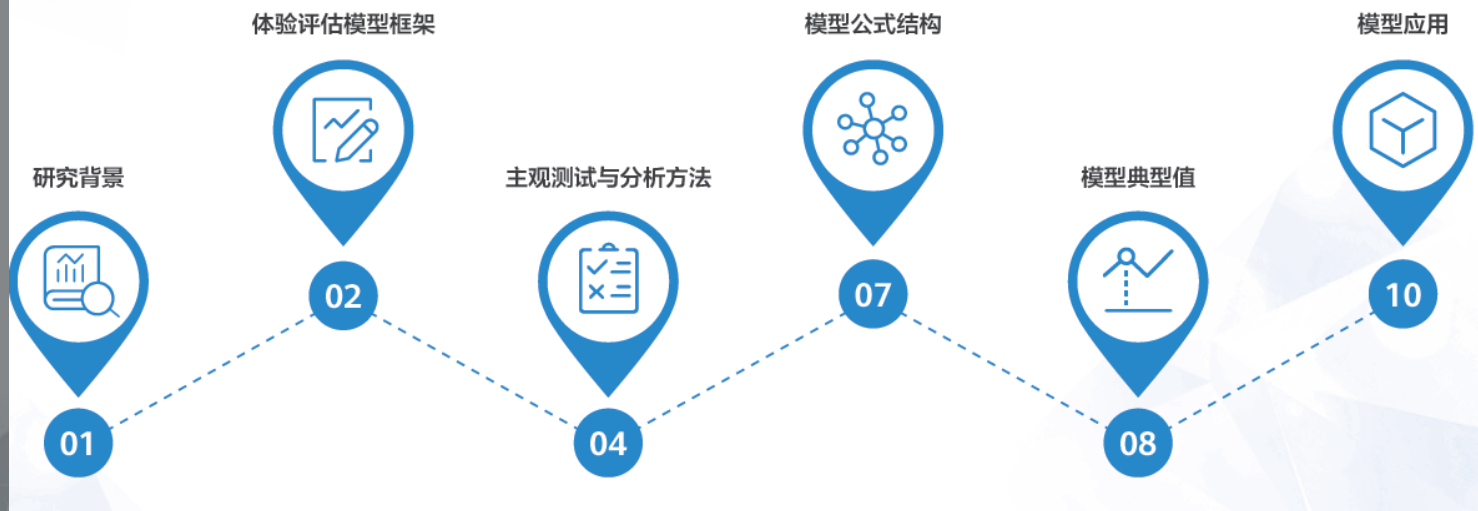 体验评估模型框架
模型公式结构
模型应用
研究背景
主观测试与分析方法
模型典型值
02
07
10
01
04
08